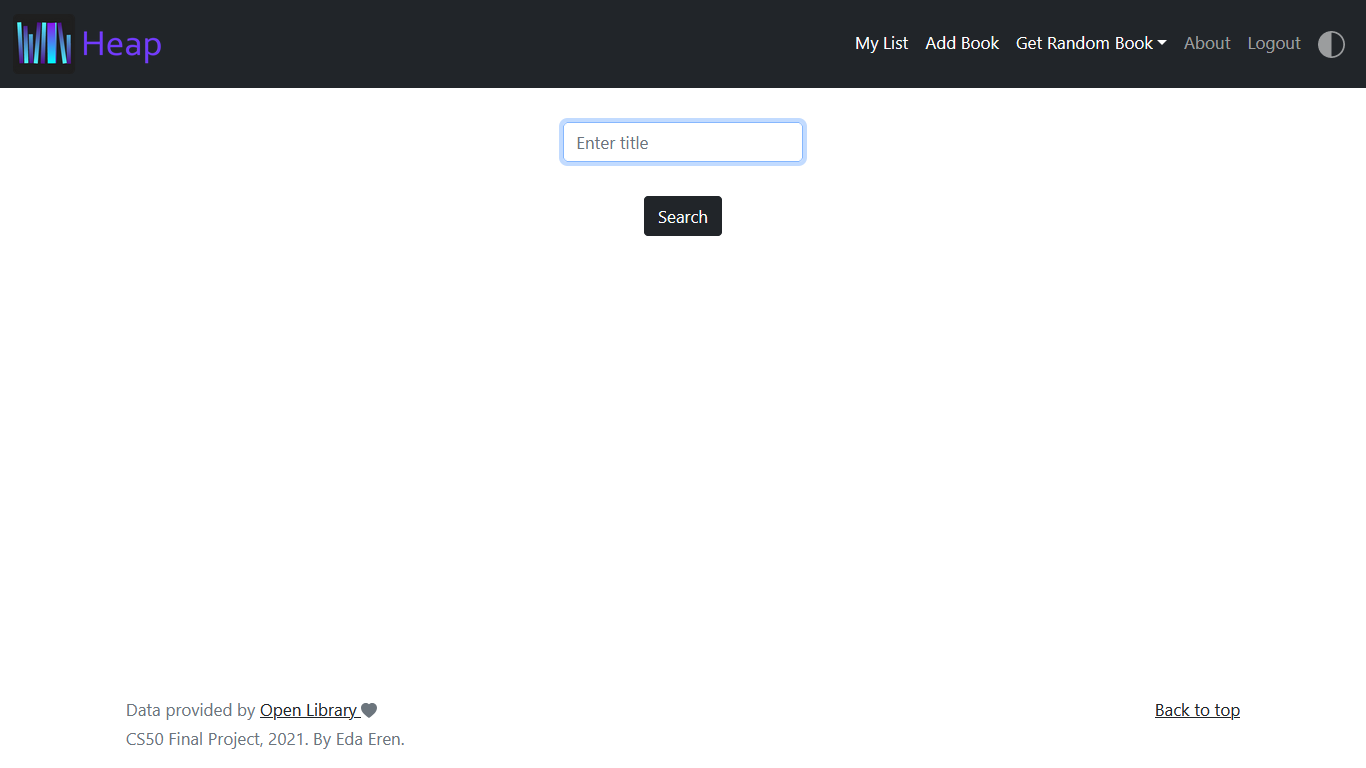 Heap
My List Add Book Get Random Book About Logout
Enter title
Search
Data provided by Open Library
Back to top
CS50 Final Project, 2021. By Eda Eren.